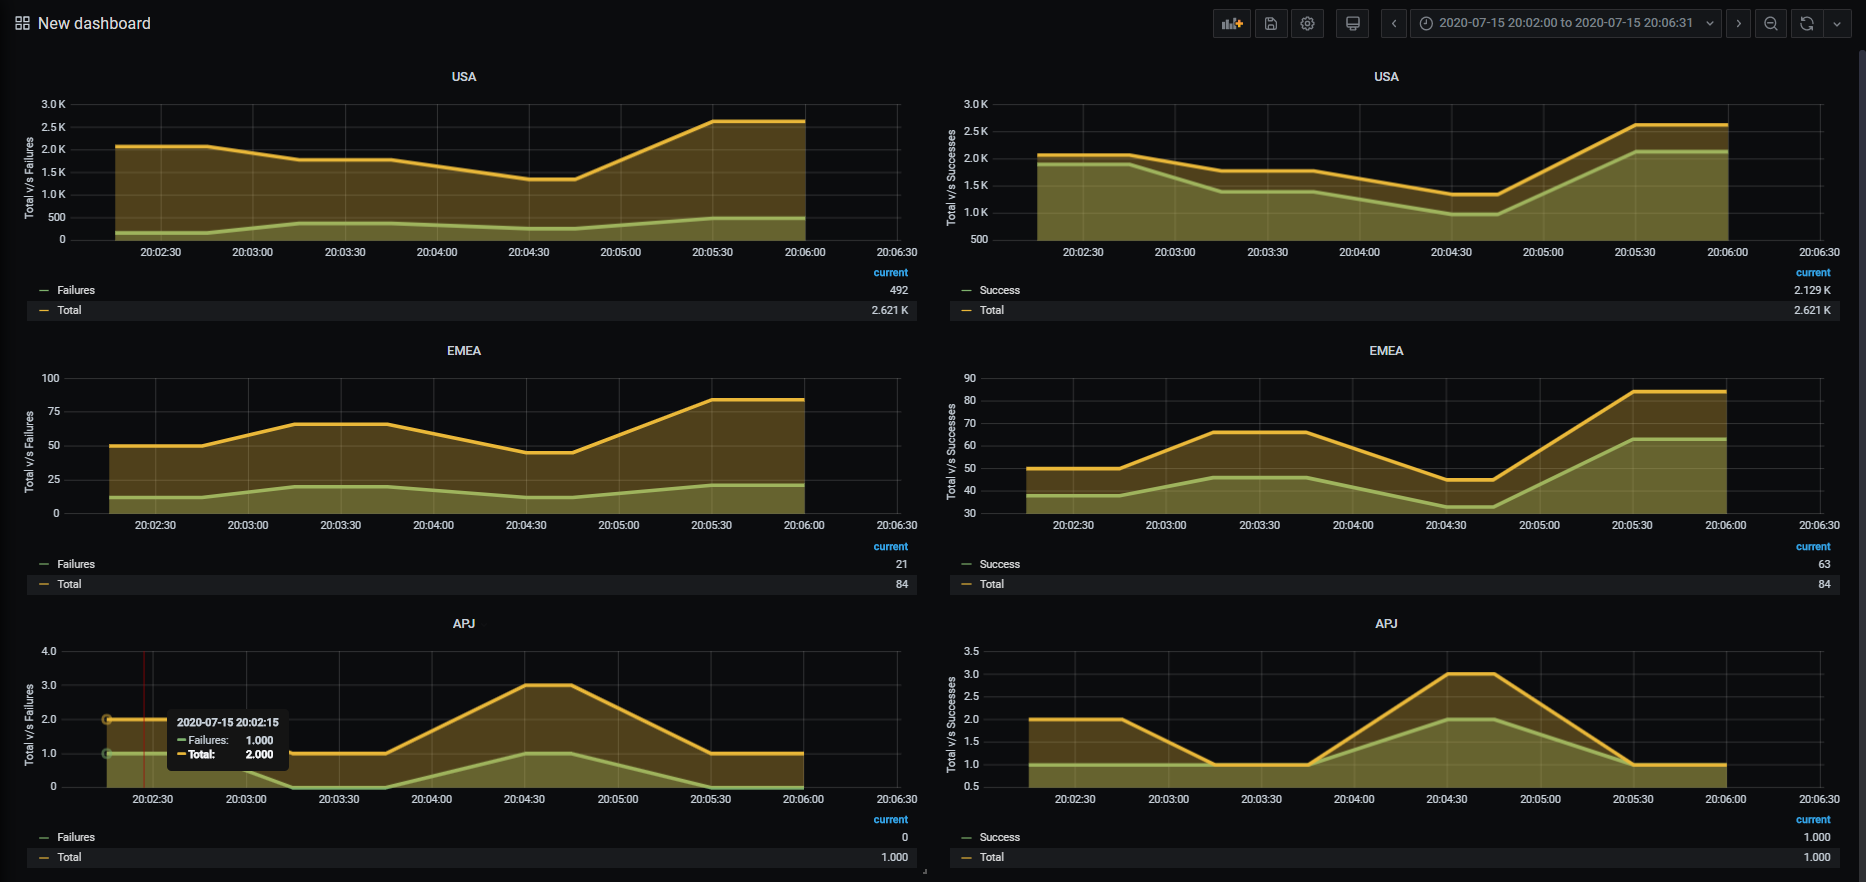 New dashboard
2020-07-15 20:02:00 to 2020-07-15 20:06:31
USA
Total v/s Failures
3.0 K
2.5 K
2.0 K
1.5 K
1.0 K
500
0
20:02:30 20:03:00 20:03:30 20:04:00 20:04:30 20:05:00 20:05:30 20:06:00 20:06:30
current
Failures 492
Total 2.621 K
USA
Total v/s Successes
3.0 K
2.5 K
2.0 K
1.5 K
1.0 K
500
20:02:30 20:03:00 20:03:30 20:04:00 20:04:30 20:05:00 20:05:30 20:06:00 20:06:30
current
Success 2.129 K
Total 2.621 K
EMEA
Total v/s Failures
100
75
50
25
0
20:02:30 20:03:00 20:03:30 20:04:00 20:04:30 20:05:00 20:05:30 20:06:00 20:06:30
current
Failures 21
Total 84
EMEA
Total v/s Successes
90
80
70
60
50
40
30
20:02:30 20:03:00 20:03:30 20:04:00 20:04:30 20:05:00 20:05:30 20:06:00 20:06:30
current
Success 63
Total 84
APJ
Total v/s Failures
4.0
3.0
2.0
1.0
0
2020-07-15 20:02:15
Failures: 1.000
Total: 2.000
20:02:30 20:03:00 20:03:30 20:04:00 20:04:30 20:05:00 20:05:30 20:06:00 20:06:30
current
Failures 0
Total 1.000
APJ
Total v/s Successes
3.5
3.0
2.5
2.0
1.5
1.0
0.5
20:02:30 20:03:00 20:03:30 20:04:00 20:04:30 20:05:00 20:05:30 20:06:00 20:06:30
current
Success 1.000
Total 1.000